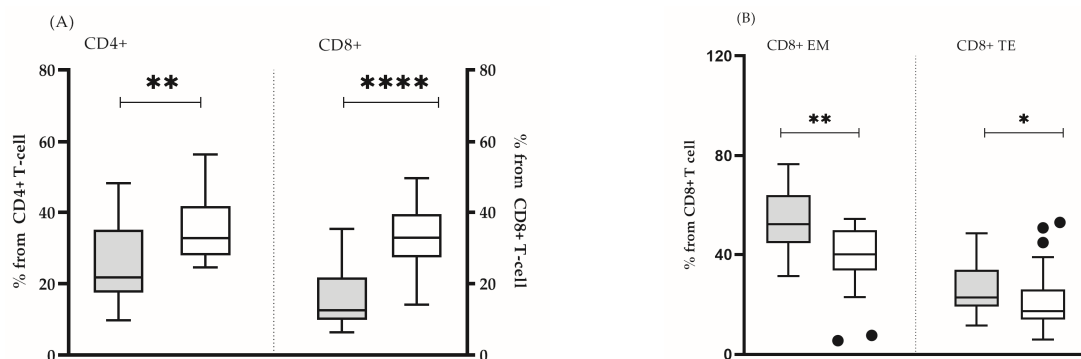 (A)
CD4+
CD8+
80
60
40
20
0
% from CD4+ T-cell
**
****
80
60
40
20
0
% from CD8+ T-cell
(B)
CD8+ EM
CD8+ TE
120
80
40
0
% from CD8+T cell
**
*